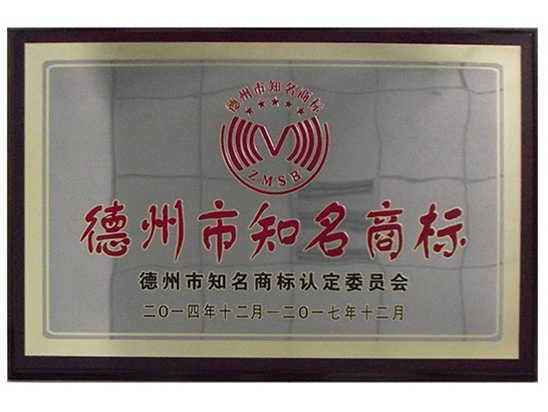 德州市知名商标
ZMSB
德州市知名商标
德州市知名商标认定委员会
二〇一四年十二月一二〇一七年十二月